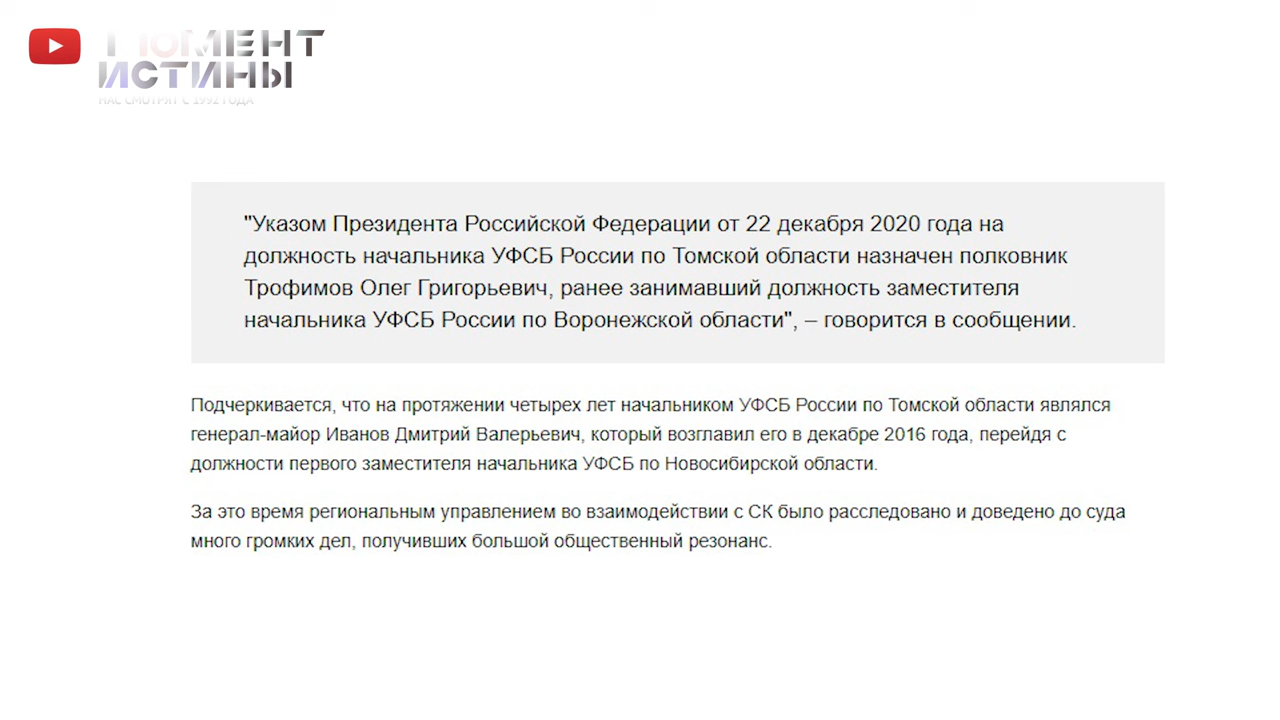 МОМЕНТ
ИСТИНЫ
НАС СМОТРЯТ С 1992 ГОДА
"Указом Президента Российской Федерации от 22 декабря 2020 года на
должность начальника УФСБ России по Томской области назначен полковник
Трофимов Олег Григорьевич, ранее занимавший должность заместителя
начальника УФСБ России по Воронежской области", – говорится в сообщении.
Подчеркивается, что на протяжении четырех лет начальником УФСБ России по Томской области являлся
генерал-майор Иванов Дмитрий Валерьевич, который возглавил его в декабре 2016 года, перейдя с
должности первого заместителя начальника УФСБ по Новосибирской области.
За это время региональным управлением во взаимодействии с СК было расследовано и доведено до суда
много громких дел, получивших большой общественный резонанс.